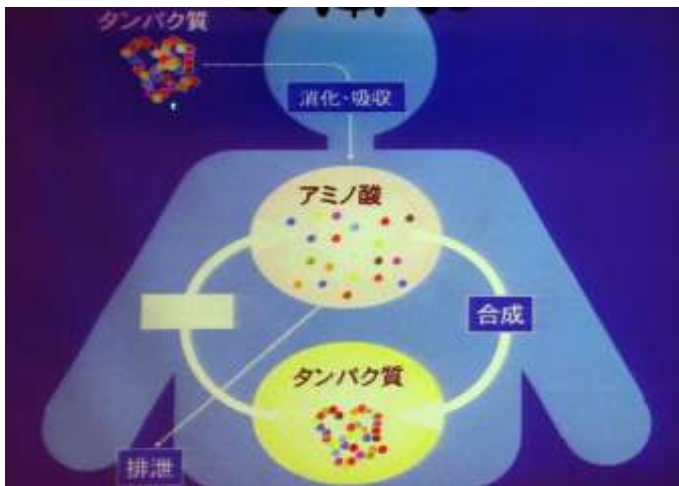 タンパク質
消化・吸収
アミノ酸
合成
タンパク質
排泄